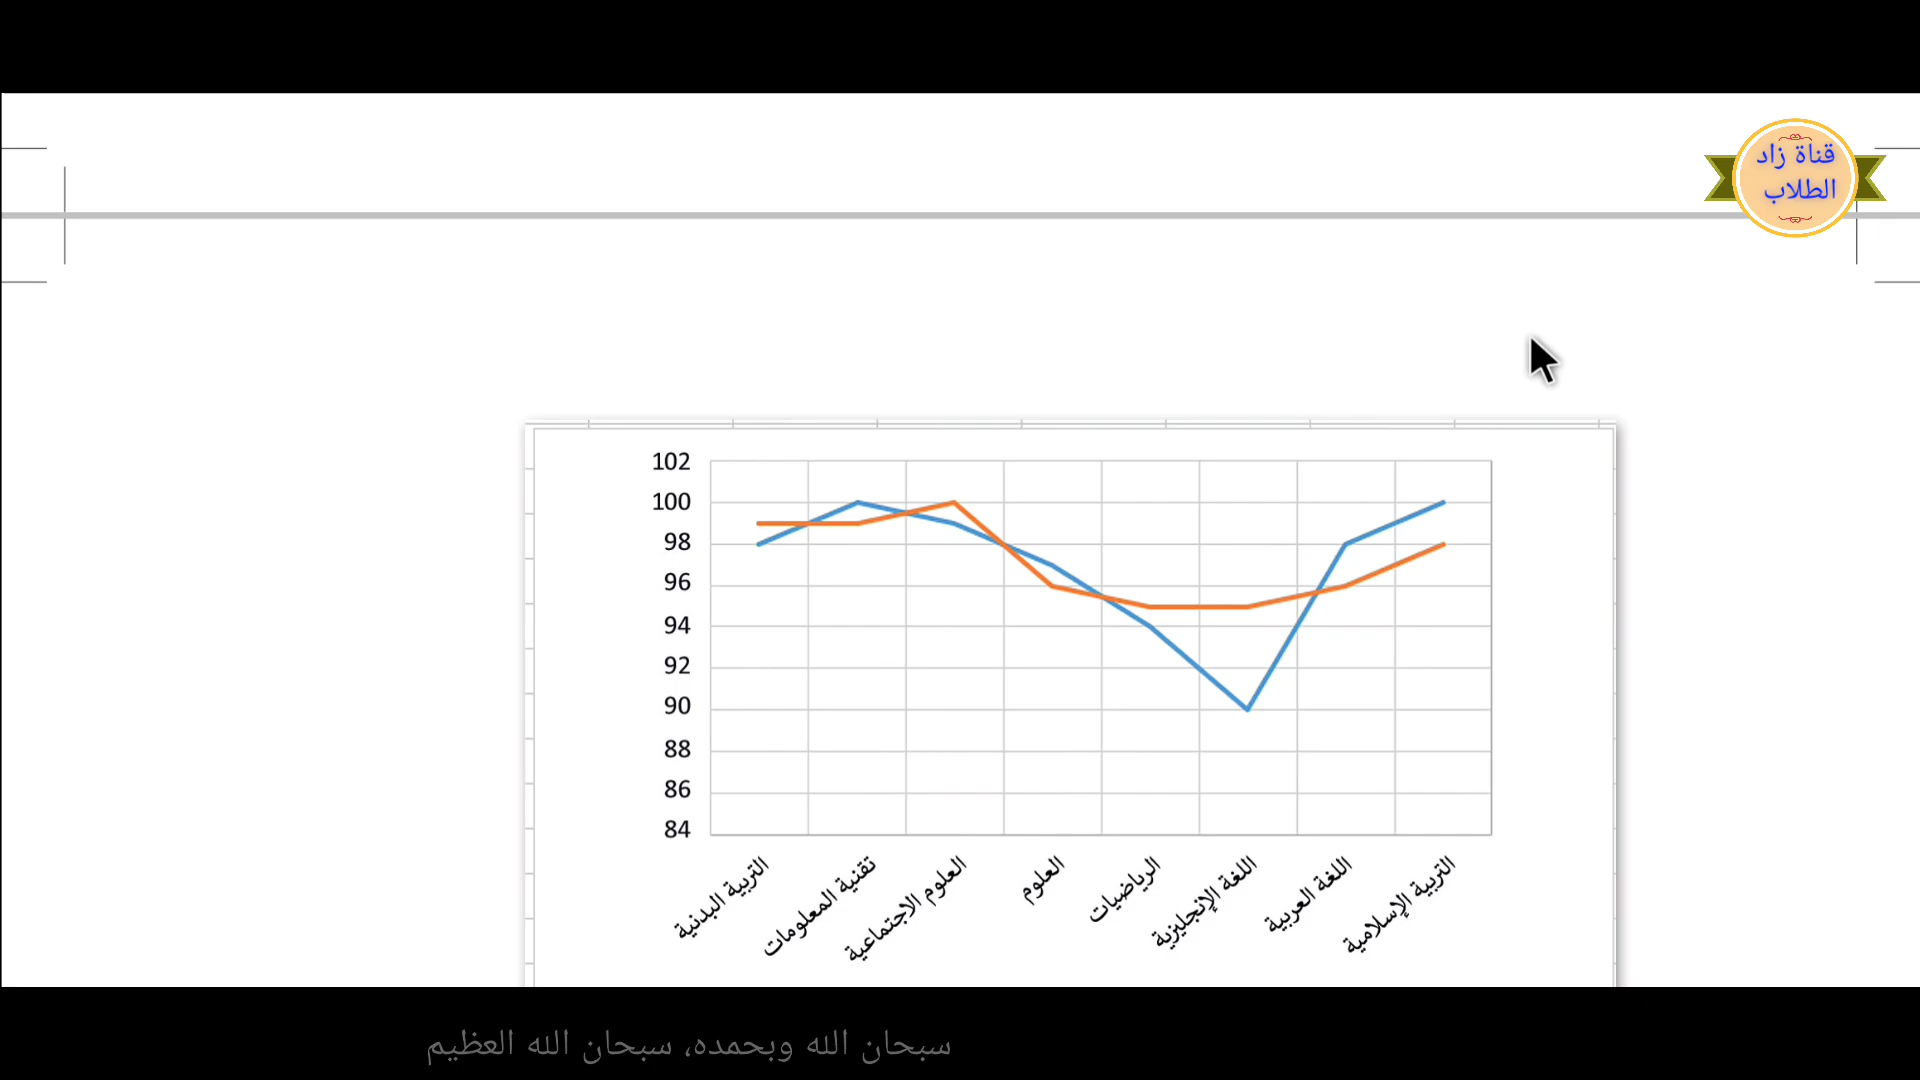 قناة زاد
الطلاب
102
100
98
96
94
92
90
88
86
84
التربية البدنية
تقنية المعلومات
العلوم الاجتماعية
العلوم
الرياضيات
اللغة الإنجليزية
اللغة العربية
التربية الإسلامية
سبحان الله وبحمده، سبحان الله العظيم